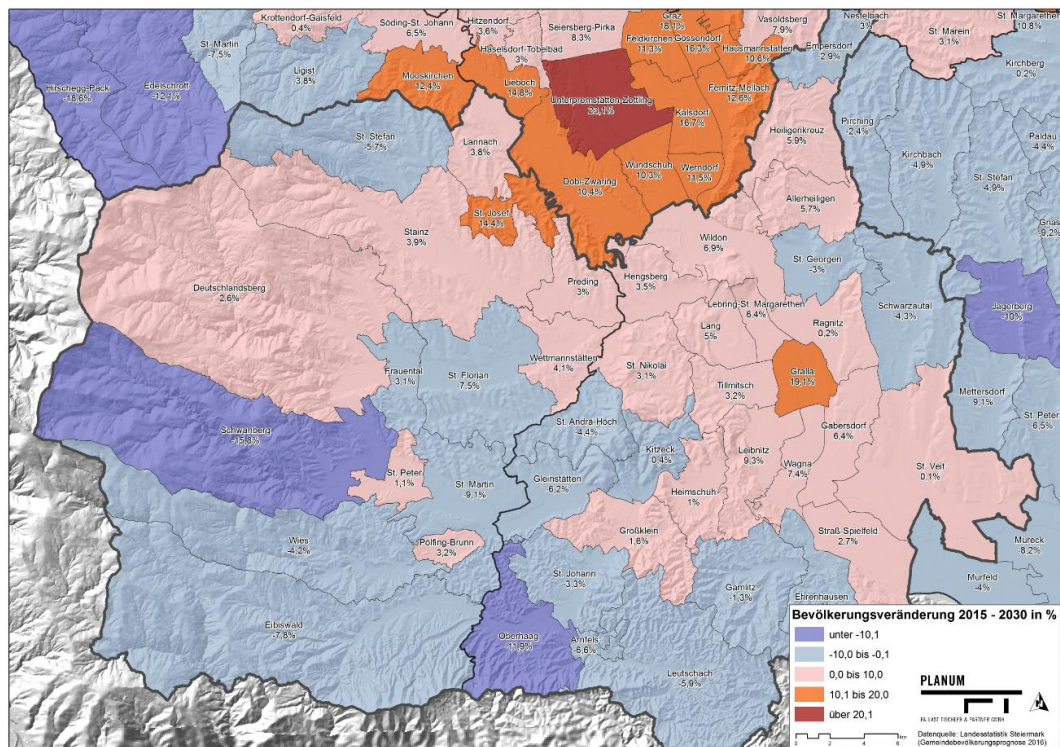 Krottendorf-Gaisfeld
0,4%
Söding-St. Johann
6,5%
Hitzendorf
3,6%
Seiersberg-Pirka
8,3%
Graz
18,1%
Vasoldsberg
7,9%
Nestelbach
3%
St. Marein
3,1%
St. Margarethen
10,8%
Kirchberg
0,2%
St. Martin
-7,5%
Ligist
3,8%
Haselsdorf-Tobelbad
3%
Feldkirchen
11,3%
Gössendorf
16,3%
Hausmannstätten
10,6%
Empersdorf
2,9%
Hirschegg-Pack
-18,6%
Edelschrott
-12,1%
Mooskirchen
12,4%
Lieboch
14,8%
Unterpremstätten-Zettling
23,1%
Kalsdorf
16,7%
Fernitz-Mellach
12,6%
Pirching
-2,4%
Kirchbach
4,9%
Paldau
-4,4%
St. Stefan
-5,7%
Lannach
3,8%
Heiligenkreuz
5,9%
Dobl-Zwaring
10,4%
Wundschuh
10,3%
Werndorf
11,5%
St. Stefan
4,9%
Gnas
-9,2%
St. Josef
14,4%
Allerheiligen
5,7%
Stainz
3,9%
Wildon
6,9%
St. Georgen
-3%
Deutschlandsberg
2,6%
Preding
3%
Hengsberg
3,5%
Lebring-St. Margarethen
6,4%
Schwarzautal
-4,3%
Jagerberg
-10%
Lang
5%
Ragnitz
0,2%
Wettmannstätten
4,1%
St. Nikolai
3,1%
Frauental
3,1%
St. Florian
-7,5%
Tillmitsch
3,2%
Gralla
19,1%
Mettersdorf
-9,1%
St. Peter
6,5%
Schwanberg
-15,8%
St. Andrä-Höch
-4,4%
Kitzeck
0,4%
Leibnitz
9,3%
Gabersdorf
6,4%
St. Peter
1,1%
St. Martin
-9,1%
Gleinstätten
-6,2%
Heimschuh
1%
Wagna
7,4%
St. Veit
0,1%
Großklein
1,6%
Straß-Spielfeld
2,7%
Wies
-4,2%
Pölfing-Brunn
3,2%
Mureck
-8,2%
St. Johann
-3,3%
Gamlitz
-1,3%
Ehrenhausen
Murfeld
-4%
Eibiswald
-7,8%
Oberhaag
-11,9%
Arnfels
-6,6%
Leutschach
-5,9%
Bevölkerungsveränderung 2015 - 2030 in %
unter -10,1
-10,0 bis -0,1
0,0 bis 10,0
10,1 bis 20,0
über 20,1
PLANUM
FALLAST TISCHLER & PARTNER GMBH
0 2 4 6 km
Datenquelle: Landesstatistik Steiermark
(Gemeindebevölkerungsprognose 2016)